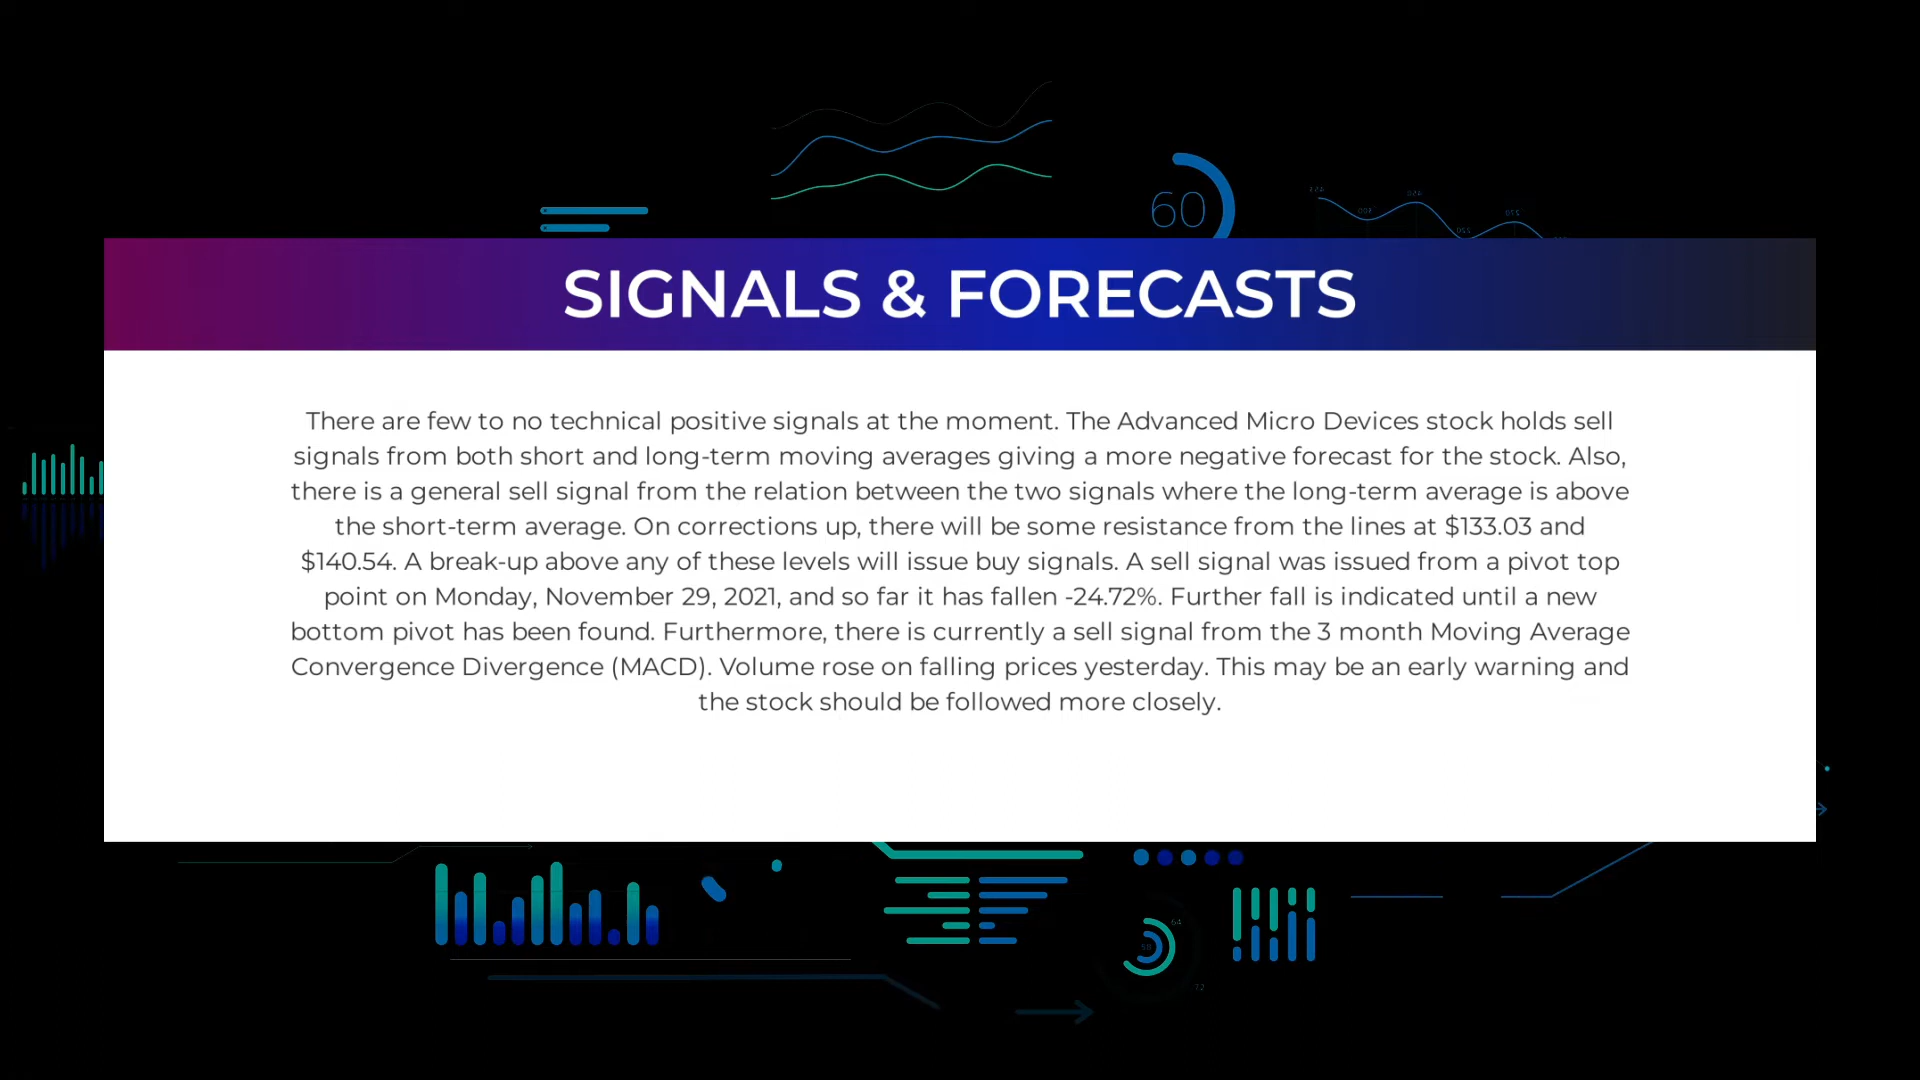 60
SIGNALS & FORECASTS
There are few to no technical positive signals at the moment. The Advanced Micro Devices stock holds sell
signals from both short and long-term moving averages giving a more negative forecast for the stock. Also,
there is a general sell signal from the relation between the two signals where the long-term average is above
the short-term average. On corrections up, there will be some resistance from the lines at $133.03 and
$140.54. A break-up above any of these levels will issue buy signals. A sell signal was issued from a pivot top
point on Monday, November 29, 2021, and so far it has fallen -24.72%. Further fall is indicated until a new
bottom pivot has been found. Furthermore, there is currently a sell signal from the 3 month Moving Average
Convergence Divergence (MACD). Volume rose on falling prices yesterday. This may be an early warning and
the stock should be followed more closely.
64
72